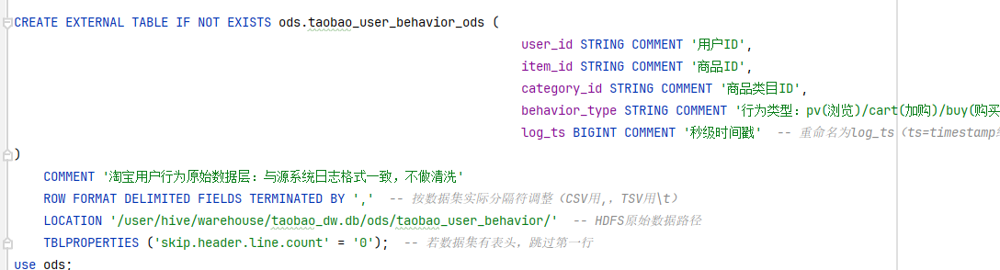 CREATE EXTERNAL TABLE IF NOT EXISTS ods.taobao_user_behavior_ods (
user_id STRING COMMENT '用户ID',
item_id STRING COMMENT '商品ID',
category_id STRING COMMENT '商品类目ID',
behavior_type STRING COMMENT '行为类型：pv(浏览)/cart(加购)/buy(购买
log_ts BIGINT COMMENT '秒级时间戳' -- 重命名为log_ts（ts=timestamp
)
COMMENT '淘宝用户行为原始数据层：与源系统日志格式一致，不做清洗'
ROW FORMAT DELIMITED FIELDS TERMINATED BY ',' -- 按数据集实际分隔符调整（CSV用,，TSV用\t）
LOCATION '/user/hive/warehouse/taobao_dw.db/ods/taobao_user_behavior/' -- HDFS原始数据路径
TBLPROPERTIES ('skip.header.line.count' = '0'); -- 若数据集有表头，跳过第一行
use ods;